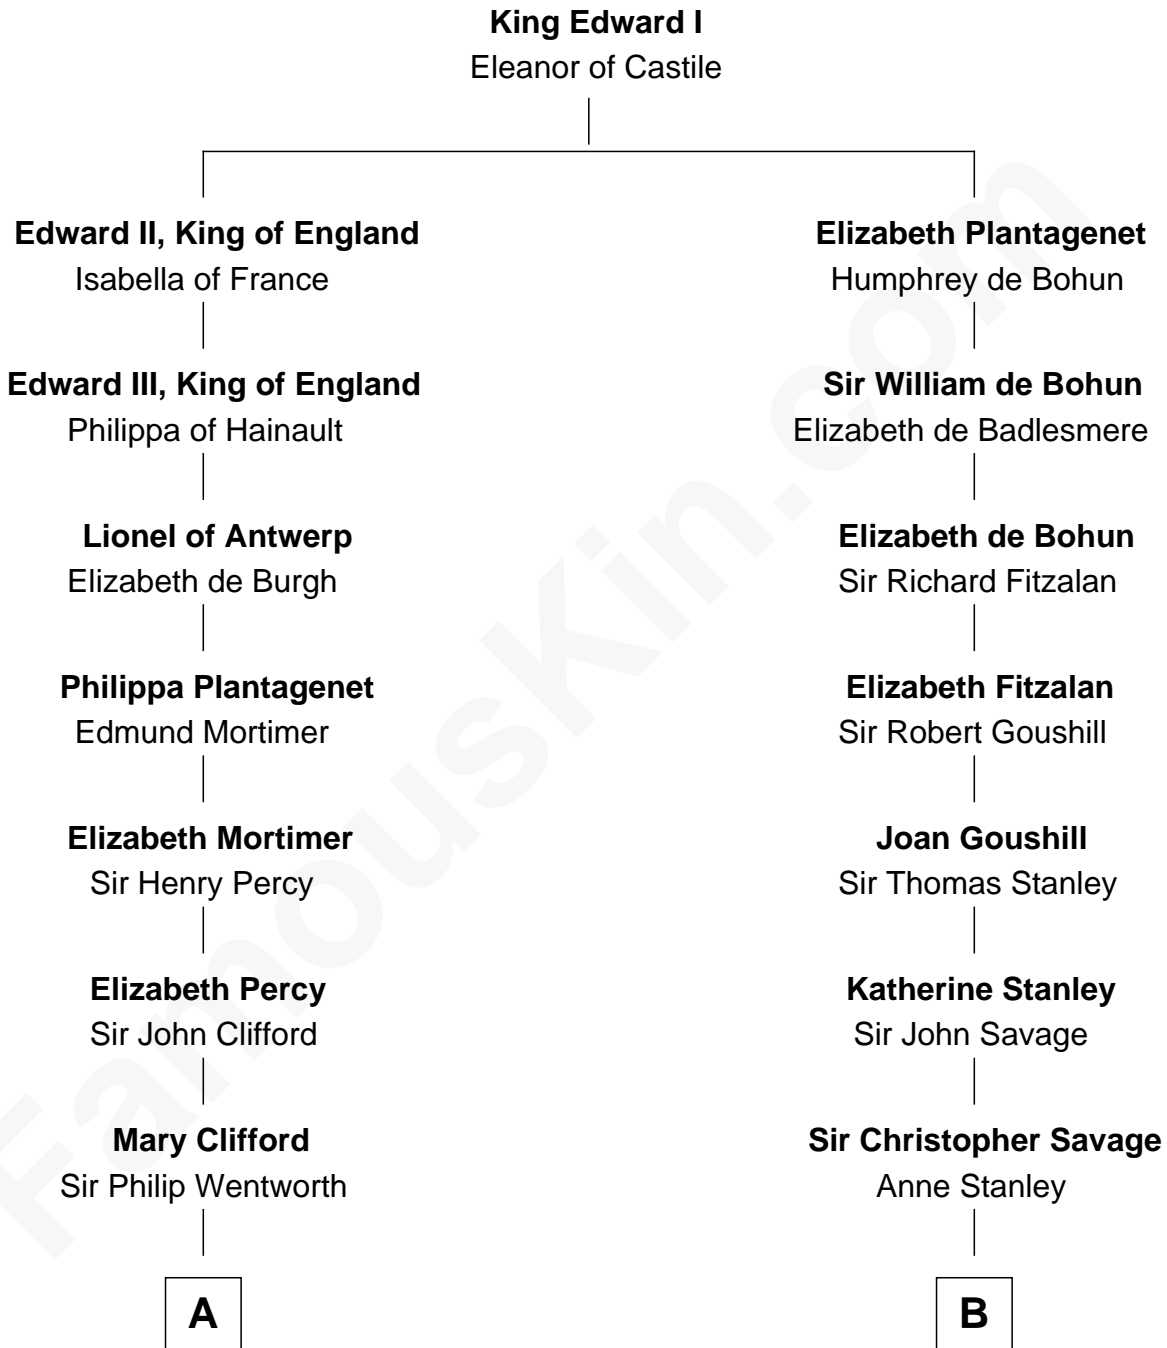 King Edward I
Eleanor of Castile
Edward II, King of England
Isabella of France
Elizabeth Plantagenet
Humphrey de Bohun
Edward III, King of England
Philippa of Hainault
Sir William de Bohun
Elizabeth de Badlesmere
Lionel of Antwerp
Elizabeth de Burgh
Elizabeth de Bohun
Sir Richard Fitzalan
Philippa Plantagenet
Edmund Mortimer
Elizabeth Fitzalan
Sir Robert Goushill
Elizabeth Mortimer
Sir Henry Percy
Joan Goushill
Sir Thomas Stanley
Elizabeth Percy
Sir John Clifford
Katherine Stanley
Sir John Savage
Mary Clifford
Sir Philip Wentworth
Sir Christopher Savage
Anne Stanley
A
B
FamousKin.com